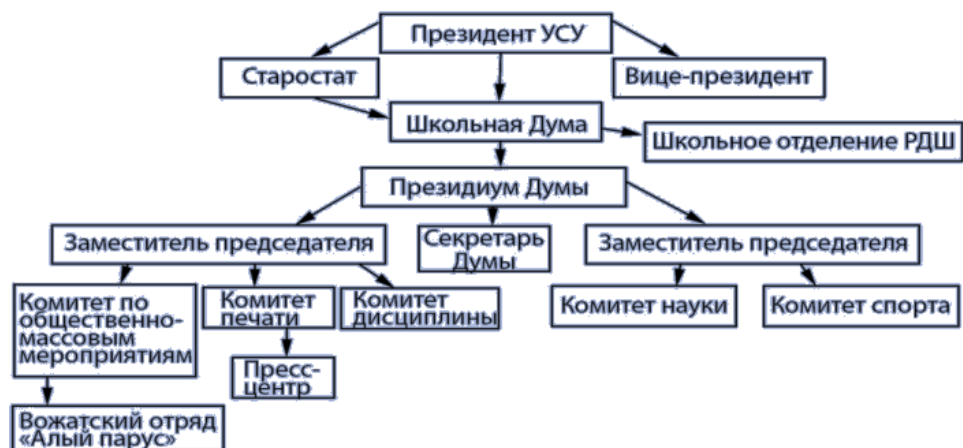 Президент УСУ
Старостат
Вице-президент
Школьная Дума
Школьное отделение РДШ
Президиум Думы
Заместитель председателя
Секретарь
Думы
Заместитель председателя
Комитет по
общественно-
массовым
мероприятиям
Комитет
печати
Комитет
дисциплины
Комитет науки
Комитет спорта
Пресс-
центр
Вожатский отряд
«Алый парус»